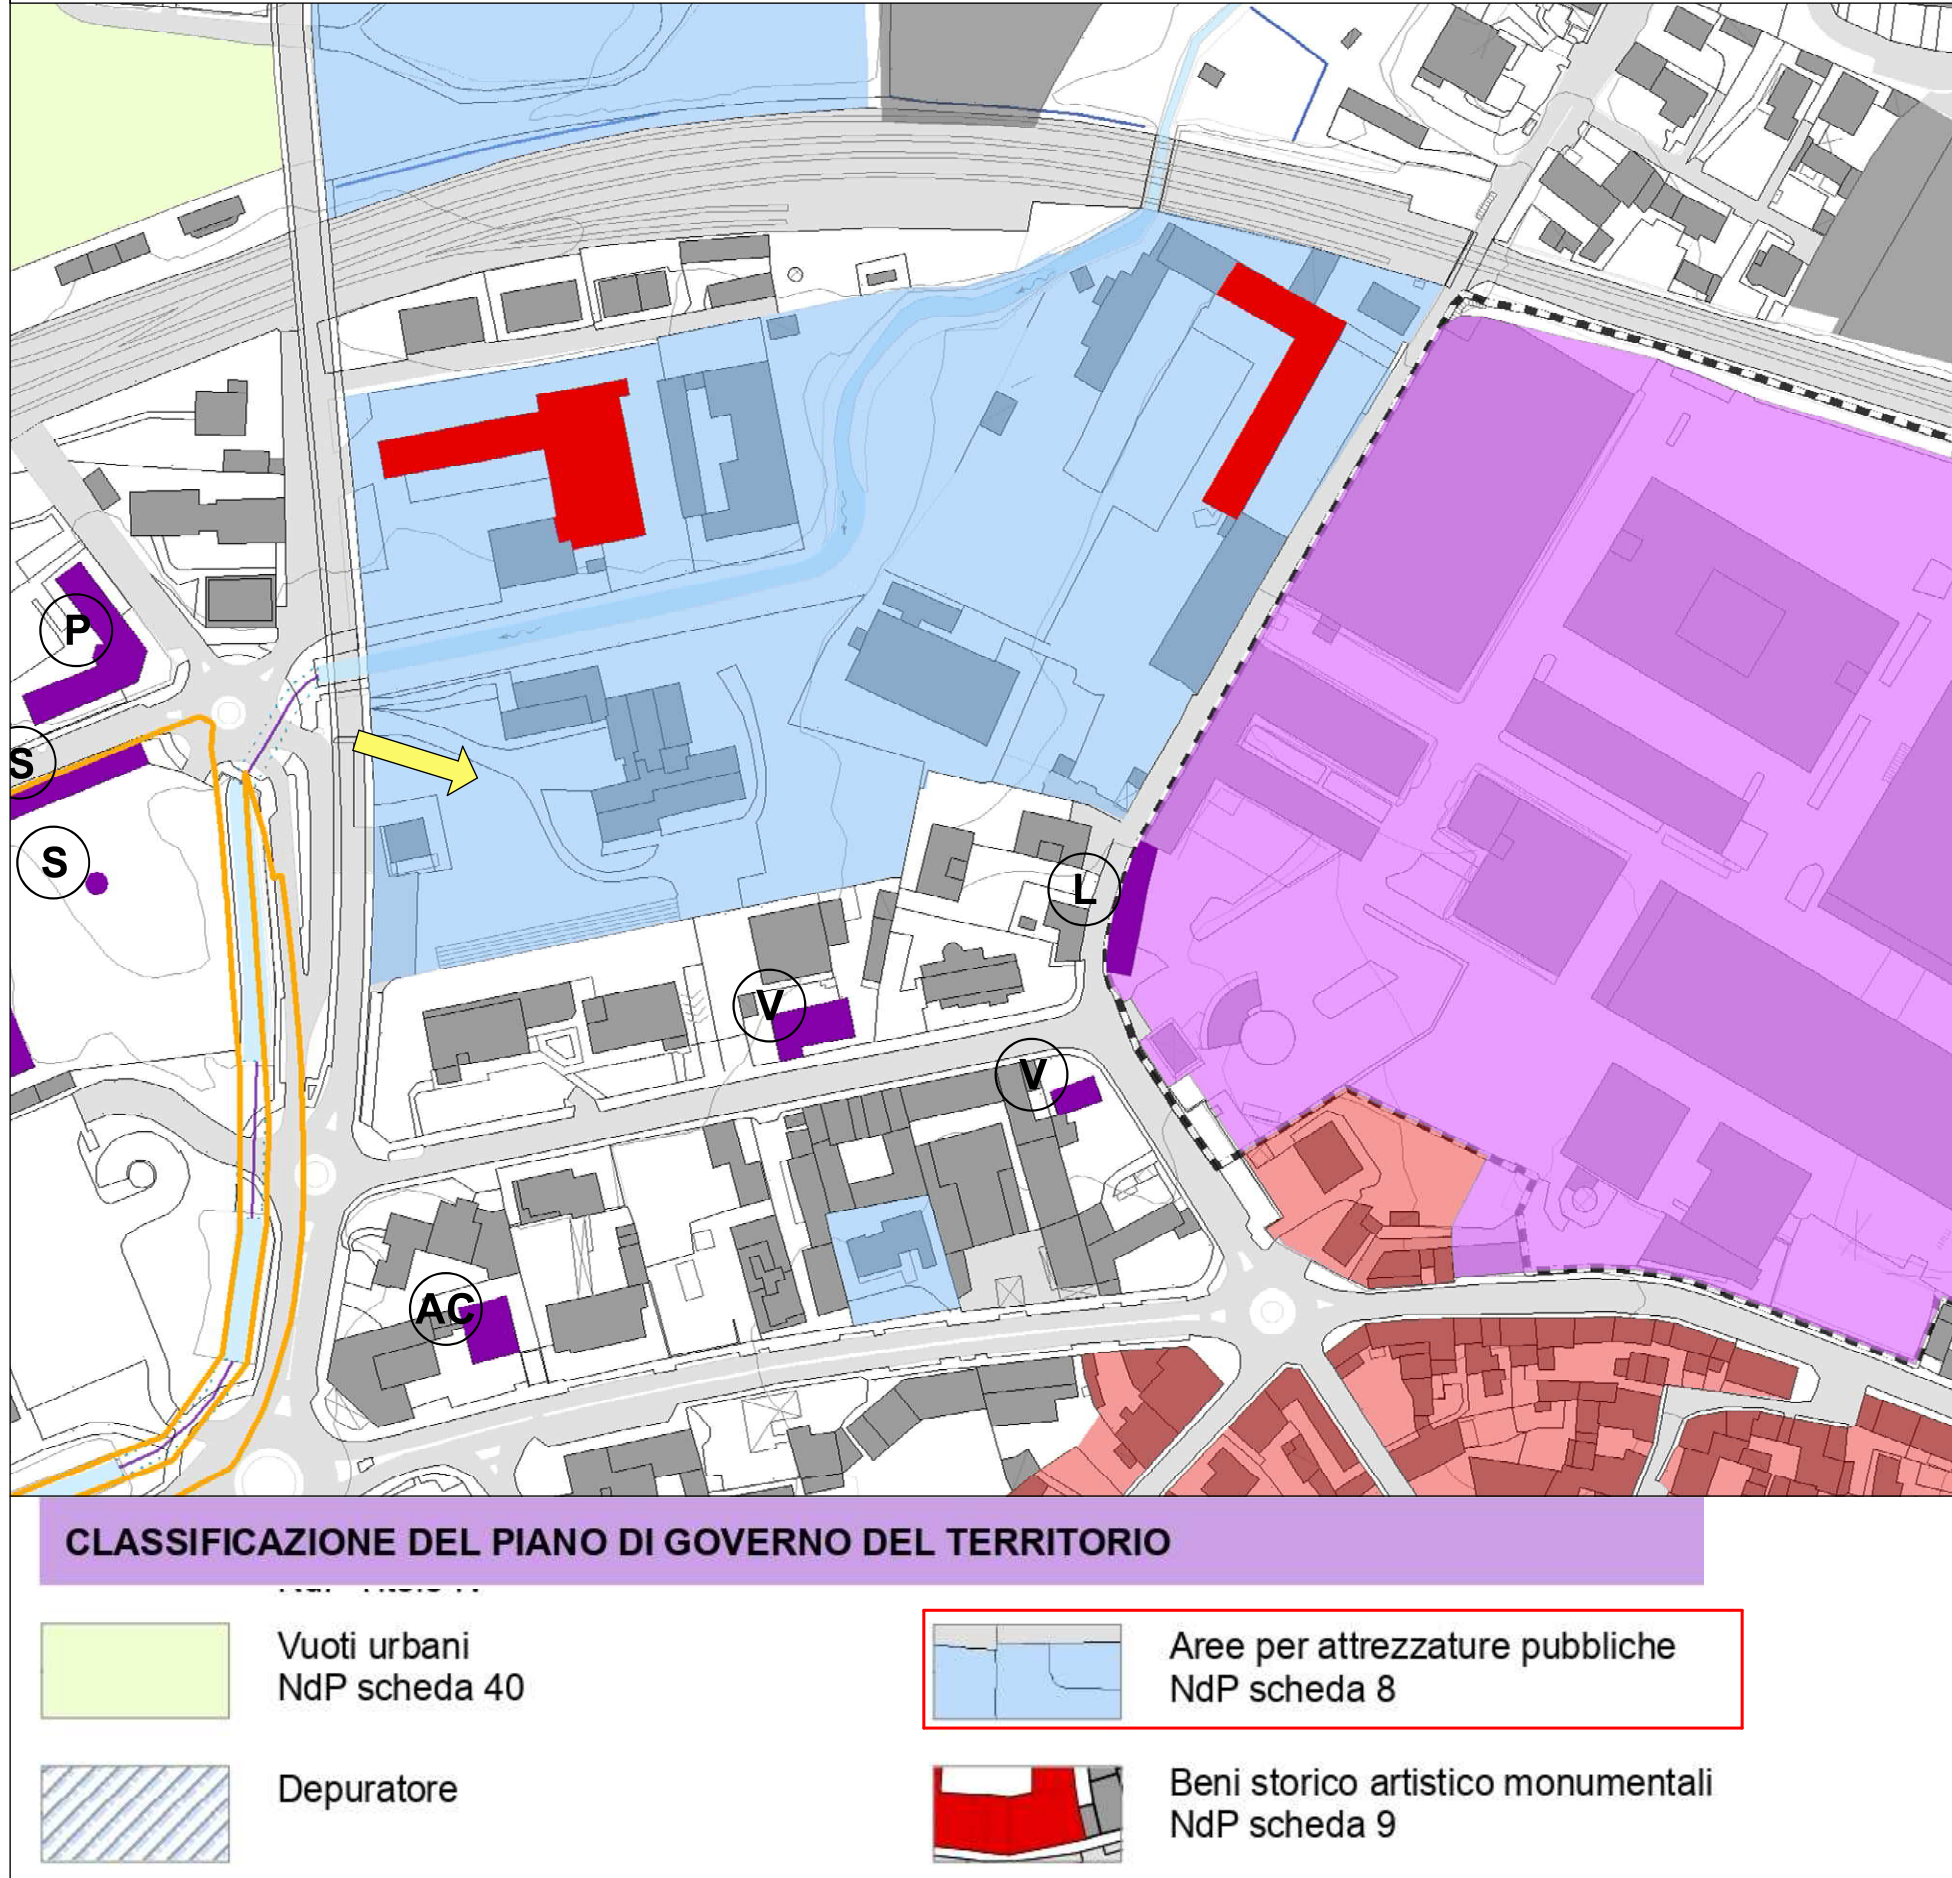 P
S
S
L
V
V
AC
CLASSIFICAZIONE DEL PIANO DI GOVERNO DEL TERRITORIO
Vuoti urbani
NdP scheda 40
Aree per attrezzature pubbliche
NdP scheda 8
Depuratore
Beni storico artistico monumentali
NdP scheda 9